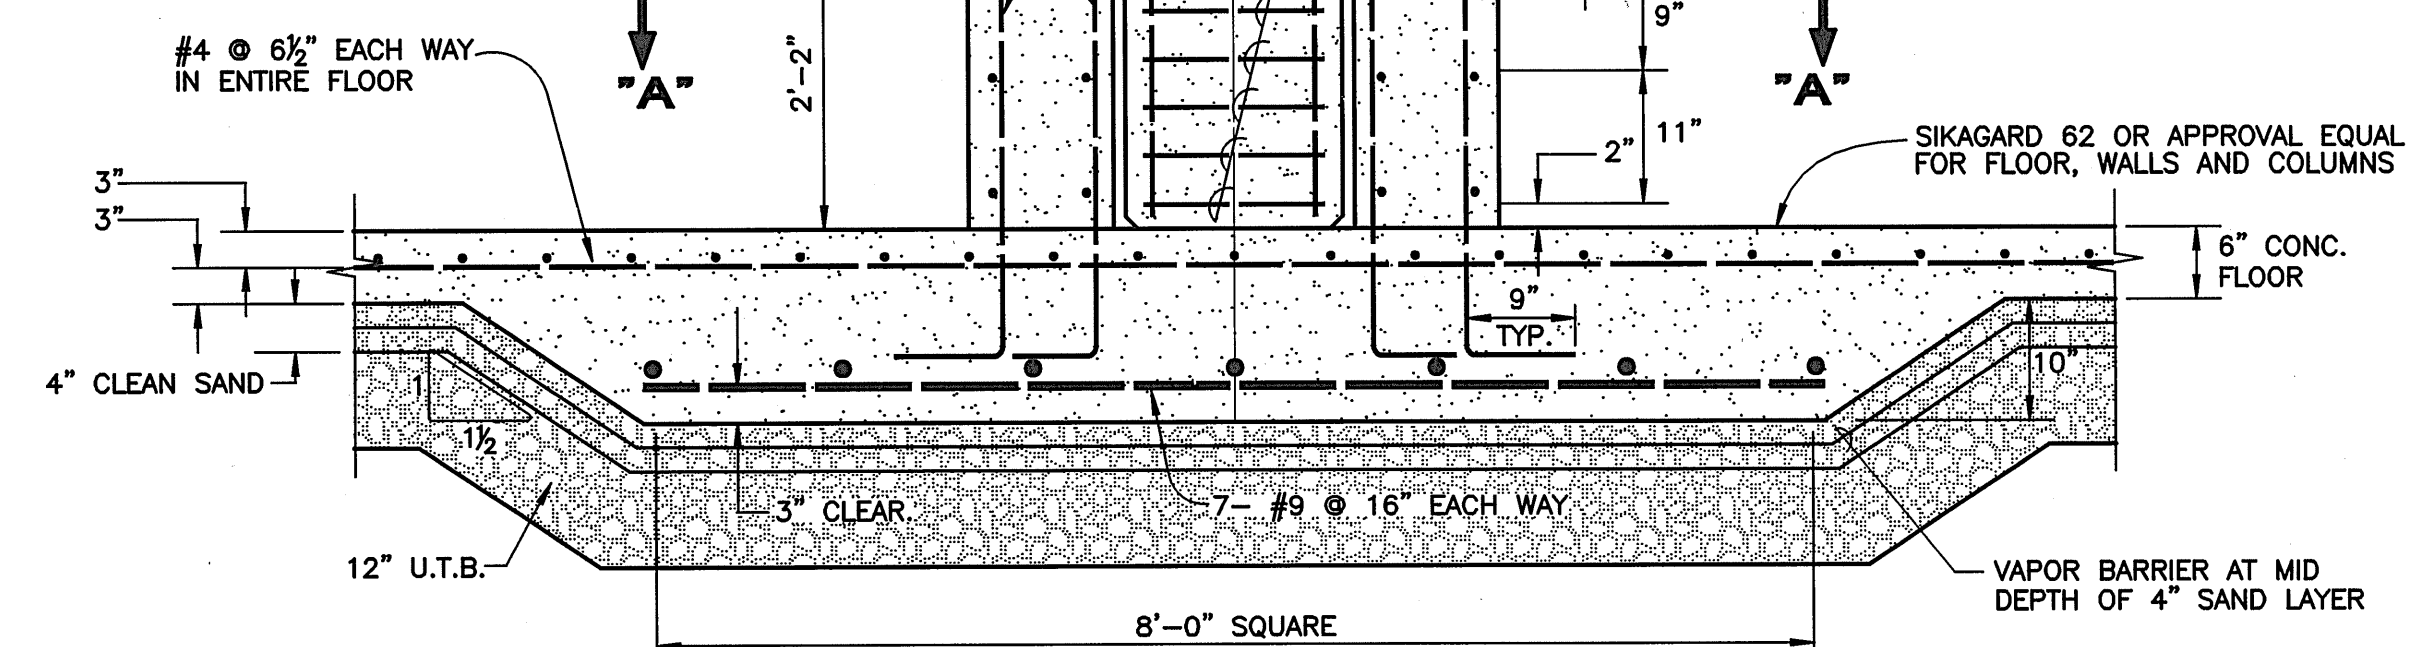 #4 @ 6½" EACH WAY
IN ENTIRE FLOOR
"A"
2'-2"
9"
"A"
11"
2"
SIKAGARD 62 OR APPROVAL EQUAL
FOR FLOOR, WALLS AND COLUMNS
3"
3"
6" CONC.
FLOOR
9"
TYP.
4" CLEAN SAND
1
1½
10"
3" CLEAR.
7- #9 @ 16" EACH WAY
12" U.T.B.
VAPOR BARRIER AT MID
DEPTH OF 4" SAND LAYER
8'-0" SQUARE